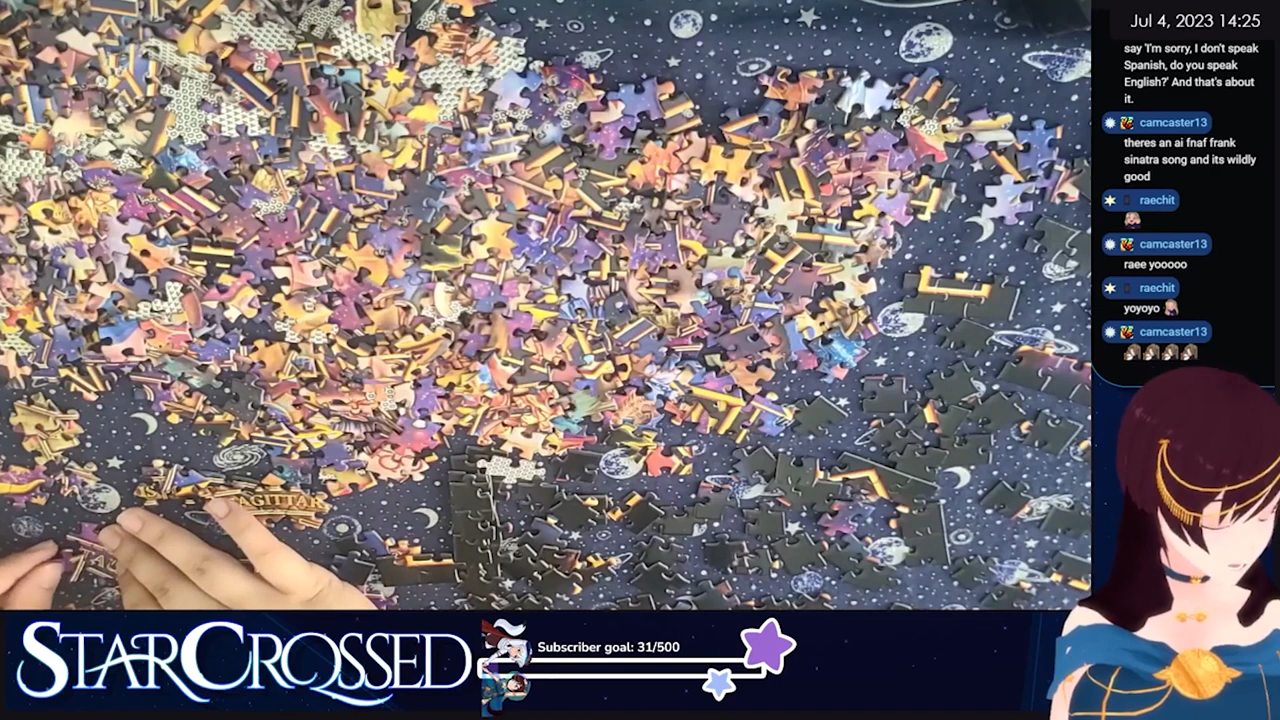 Jul 4, 2023 14:25
say 'I'm sorry, I don't speak
Spanish, do you speak
English?' And that's about
it.
camcaster13
theres an ai fnaf frank
sinatra song and its wildly
good
raechit
camcaster13
raee yooooo
raechit
yoyoyo
camcaster13
AGITTAR
STARCROSSED
Subscriber goal: 31/500